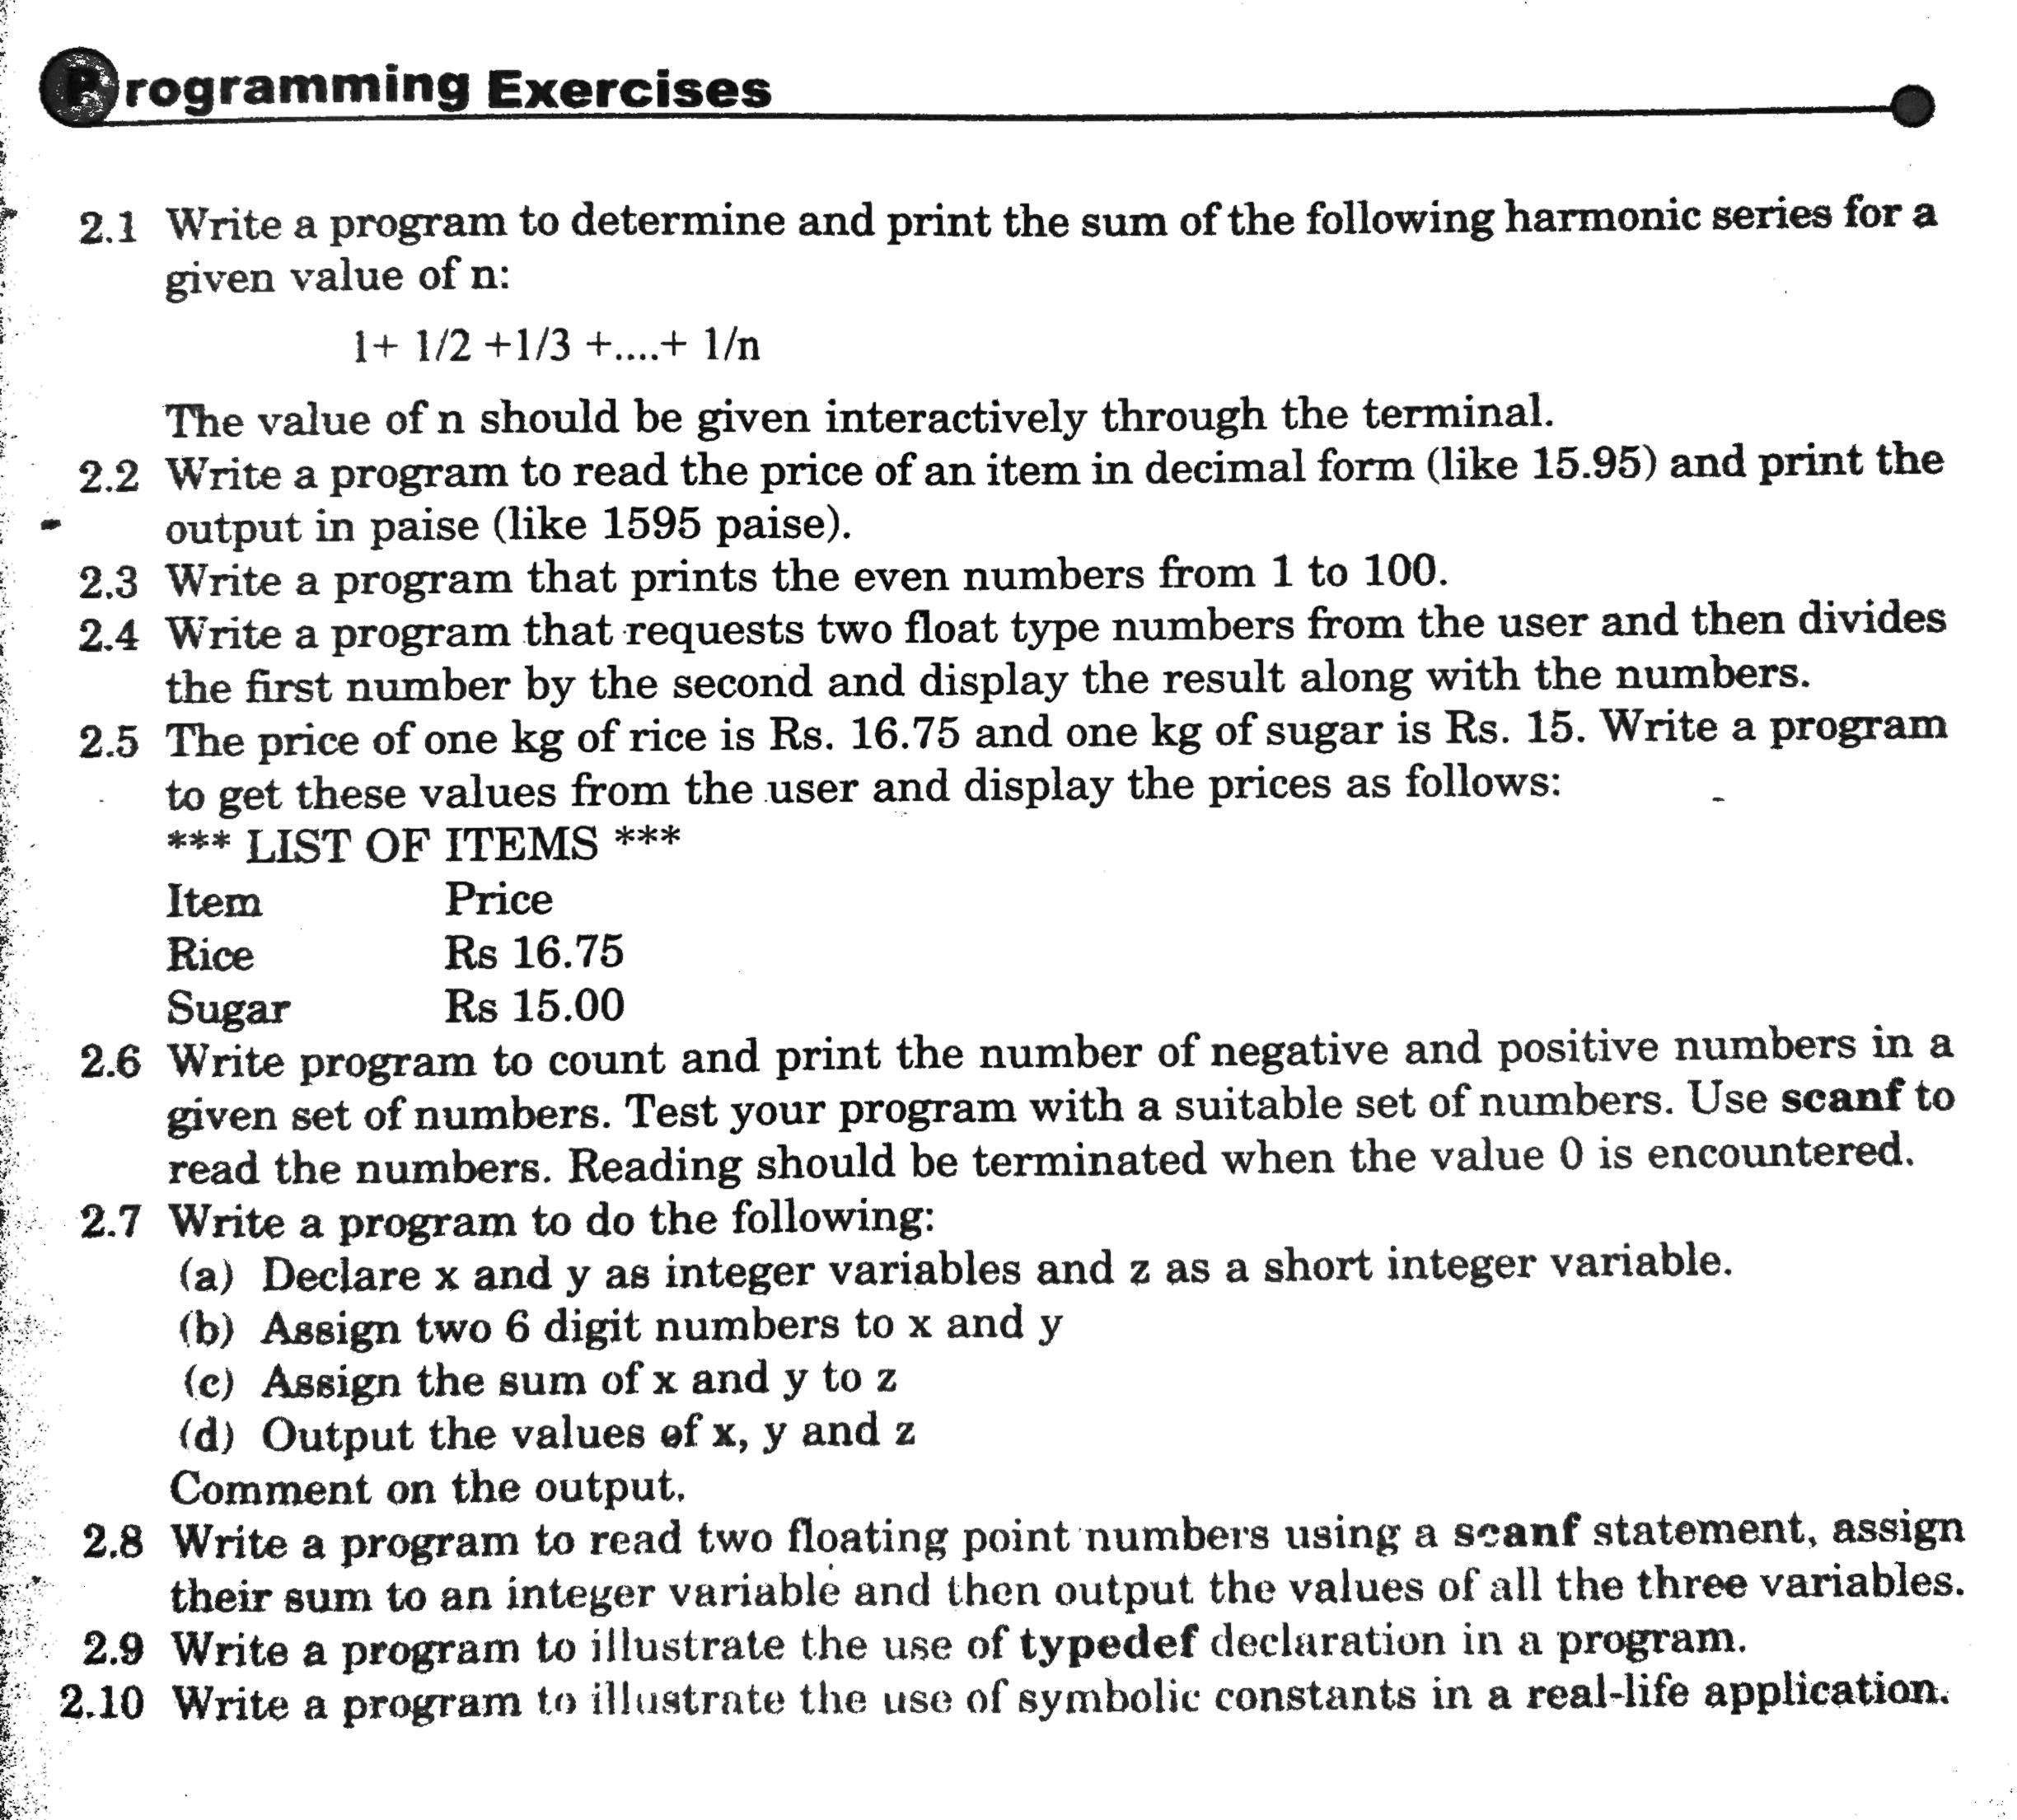 Programming Exercises
2.1 Write a program to determine and print the sum of the following harmonic series for a
given value of n:
1+ 1/2 +1/3 +....+ 1/n
The value of n should be given interactively through the terminal.
2.2 Write a program to read the price of an item in decimal form (like 15.95) and print the
output in paise (like 1595 paise).
2.3 Write a program that prints the even numbers from 1 to 100.
2.4 Write a program that requests two float type numbers from the user and then divides
the first number by the second and display the result along with the numbers.
2.5 The price of one kg of rice is Rs. 16.75 and one kg of sugar is Rs. 15. Write a program
to get these values from the user and display the prices as follows:
*** LIST OF ITEMS ***
Item Price
Rice Rs 16.75
Sugar Rs 15.00
2.6 Write program to count and print the number of negative and positive numbers in a
given set of numbers. Test your program with a suitable set of numbers. Use scanf to
read the numbers. Reading should be terminated when the value 0 is encountered.
2.7 Write a program to do the following:
(a) Declare x and y as integer variables and z as a short integer variable.
(b) Assign two 6 digit numbers to x and y
(c) Assign the sum of x and y to z
(d) Output the values of x, y and z
Comment on the output.
2.8 Write a program to read two floating point numbers using a scanf statement, assign
their sum to an integer variable and then output the values of all the three variables.
2.9 Write a program to illustrate the use of typedef declaration in a program.
2.10 Write a program to illustrate the use of symbolic constants in a real-life application.